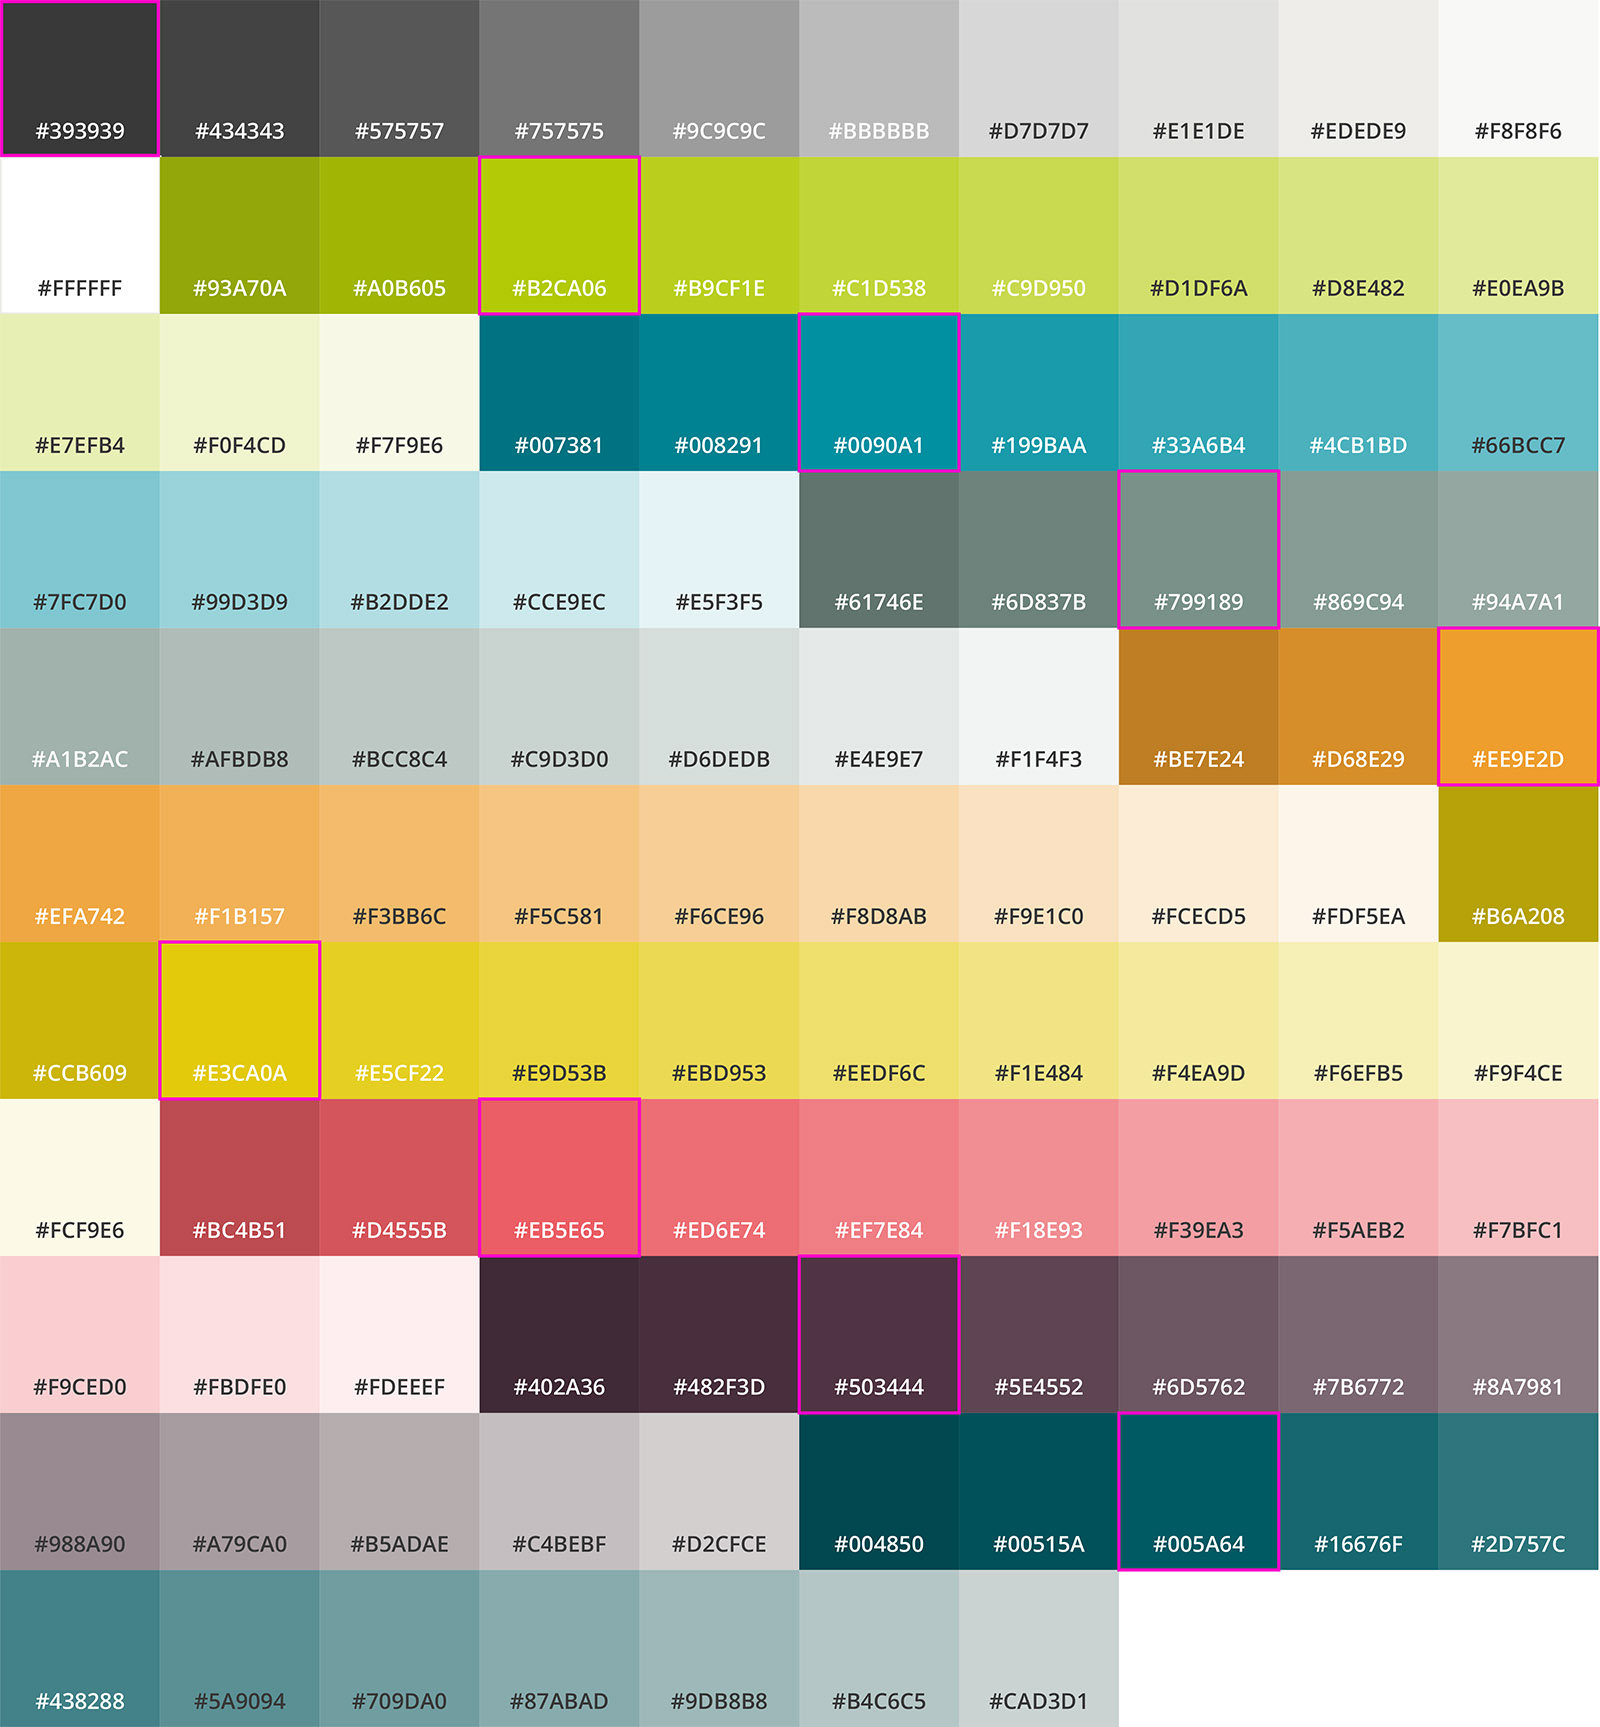 #393939 #434343 #575757 #757575 #9C9C9C #BBBBBB #D7D7D7 #E1E1DE #EDEDE9 #F8F8F6
#FFFFFF #93A70A #A0B605 #B2CA06 #B9CF1E #C1D538 #C9D950 #D1DF6A #D8E482 #E0EA9B
#E7EFB4 #F0F4CD #F7F9E6 #007381 #008291 #0090A1 #199BAA #33A6B4 #4CB1BD #66BCC7
#7FC7D0 #99D3D9 #B2DDE2 #CCE9EC #E5F3F5 #61746E #6D837B #799189 #869C94 #94A7A1
#A1B2AC #AFBDB8 #BCC8C4 #C9D3D0 #D6DEDB #E4E9E7 #F1F4F3 #BE7E24 #D68E29 #EE9E2D
#EFA742 #F1B157 #F3BB6C #F5C581 #F6CE96 #F8D8AB #F9E1C0 #FCECD5 #FDF5EA #B6A208
#CCB609 #E3CA0A #E5CF22 #E9D53B #EBD953 #EEDF6C #F1E484 #F4EA9D #F6EFB5 #F9F4CE
#FCF9E6 #BC4B51 #D4555B #EB5E65 #ED6E74 #EF7E84 #F18E93 #F39EA3 #F5AEB2 #F7BFC1
#F9CED0 #FBDFE0 #FDEEEF #402A36 #482F3D #503444 #5E4552 #6D5762 #7B6772 #8A7981
#988A90 #A79CA0 #B5ADAE #C4BEBF #D2CFCE #004850 #00515A #005A64 #16676F #2D757C
#438288 #5A9094 #709DA0 #87ABAD #9DB8B8 #B4C6C5 #CAD3D1